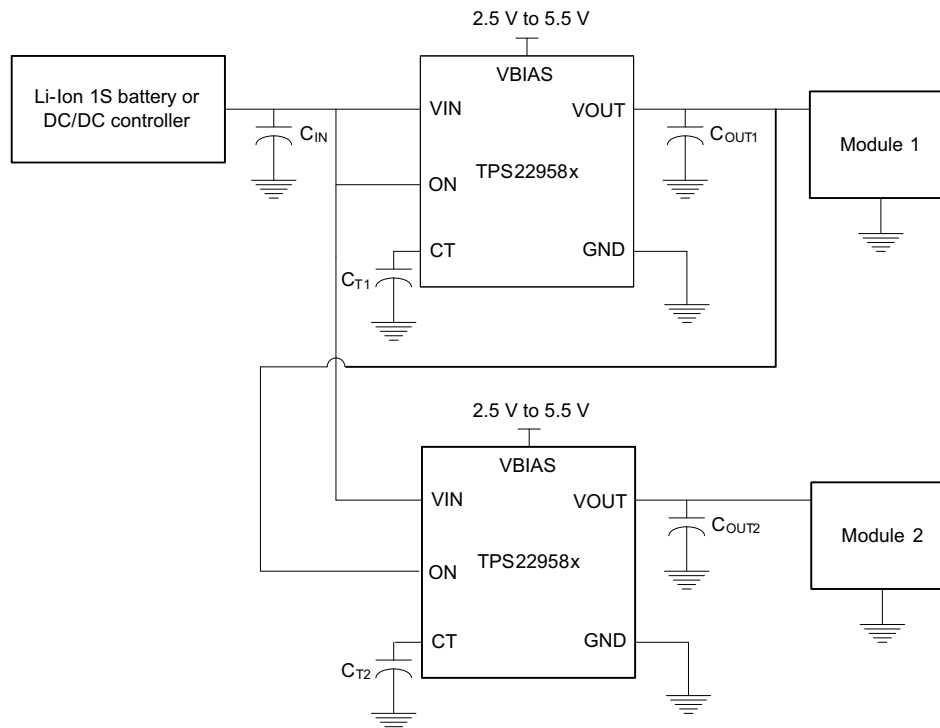 2.5 V to 5.5 V
VBIAS
Li-Ion 1S battery or
DC/DC controller
VIN
VOUT
CIN
COUT1
Module 1
ON
TPS22958x
CT
GND
CT1
2.5 V to 5.5 V
VBIAS
VIN
VOUT
COUT2
Module 2
ON
TPS22958x
CT
GND
CT2